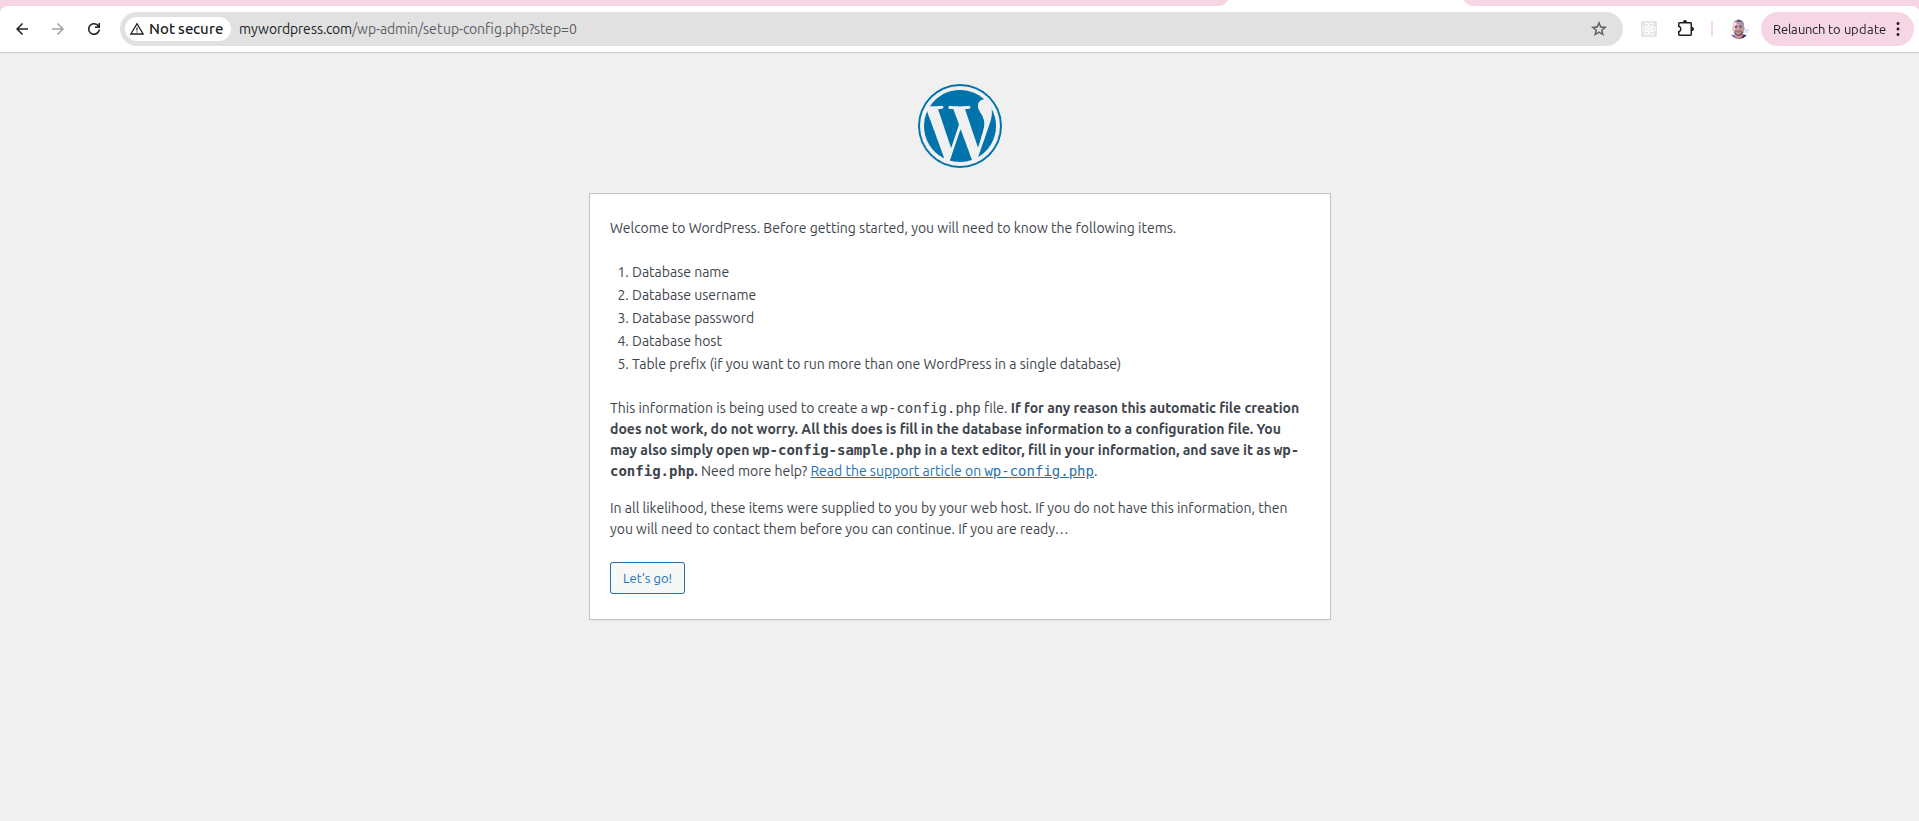 Not secure mywordpress.com/wp-admin/setup-config.php?step=0 Relaunch to update
Welcome to WordPress. Before getting started, you will need to know the following items.
1. Database name
2. Database username
3. Database password
4. Database host
5. Table prefix (if you want to run more than one WordPress in a single database)
This information is being used to create a wp-config.php file. If for any reason this automatic file creation
does not work, do not worry. All this does is fill in the database information to a configuration file. You
may also simply open wp-config-sample.php in a text editor, fill in your information, and save it as wp-
config.php. Need more help? Read the support article on wp-config.php.
In all likelihood, these items were supplied to you by your web host. If you do not have this information, then
you will need to contact them before you can continue. If you are ready…
Let’s go!